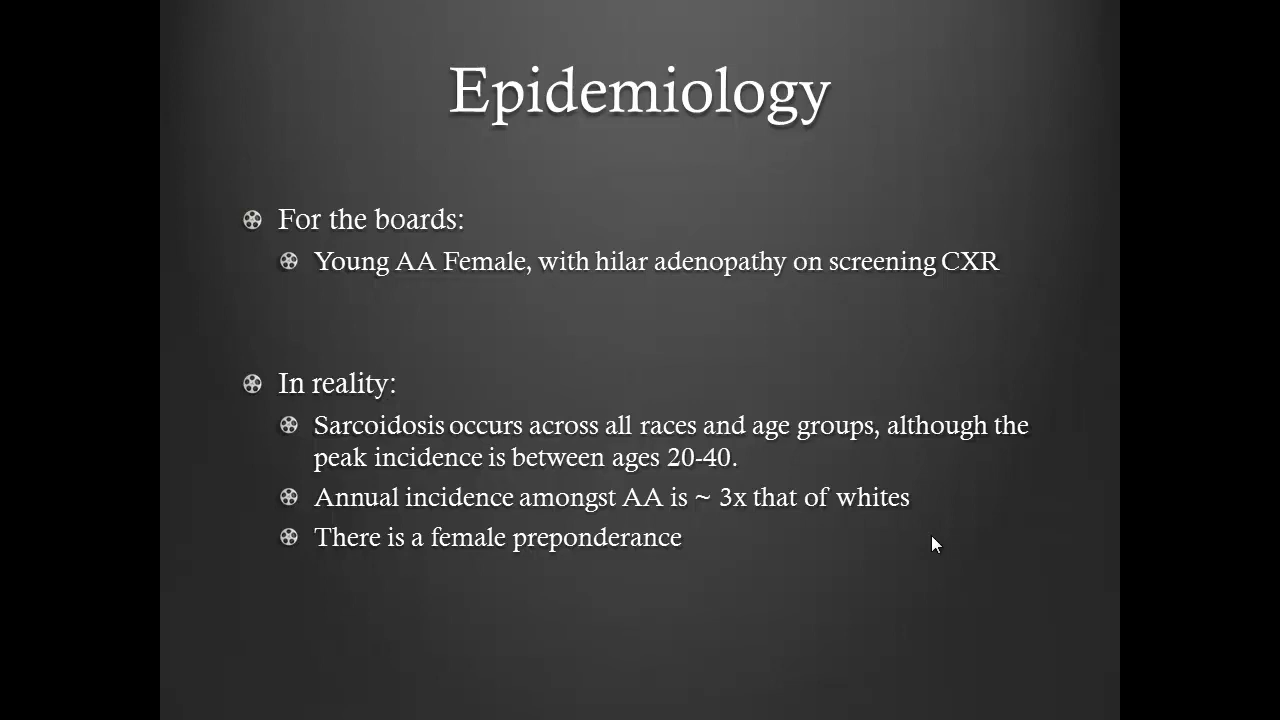 Epidemiology
For the boards:
Young AA Female, with hilar adenopathy on screening CXR
In reality:
Sarcoidosis occurs across all races and age groups, although the
peak incidence is between ages 20-40.
Annual incidence amongst AA is ~ 3x that of whites
There is a female preponderance